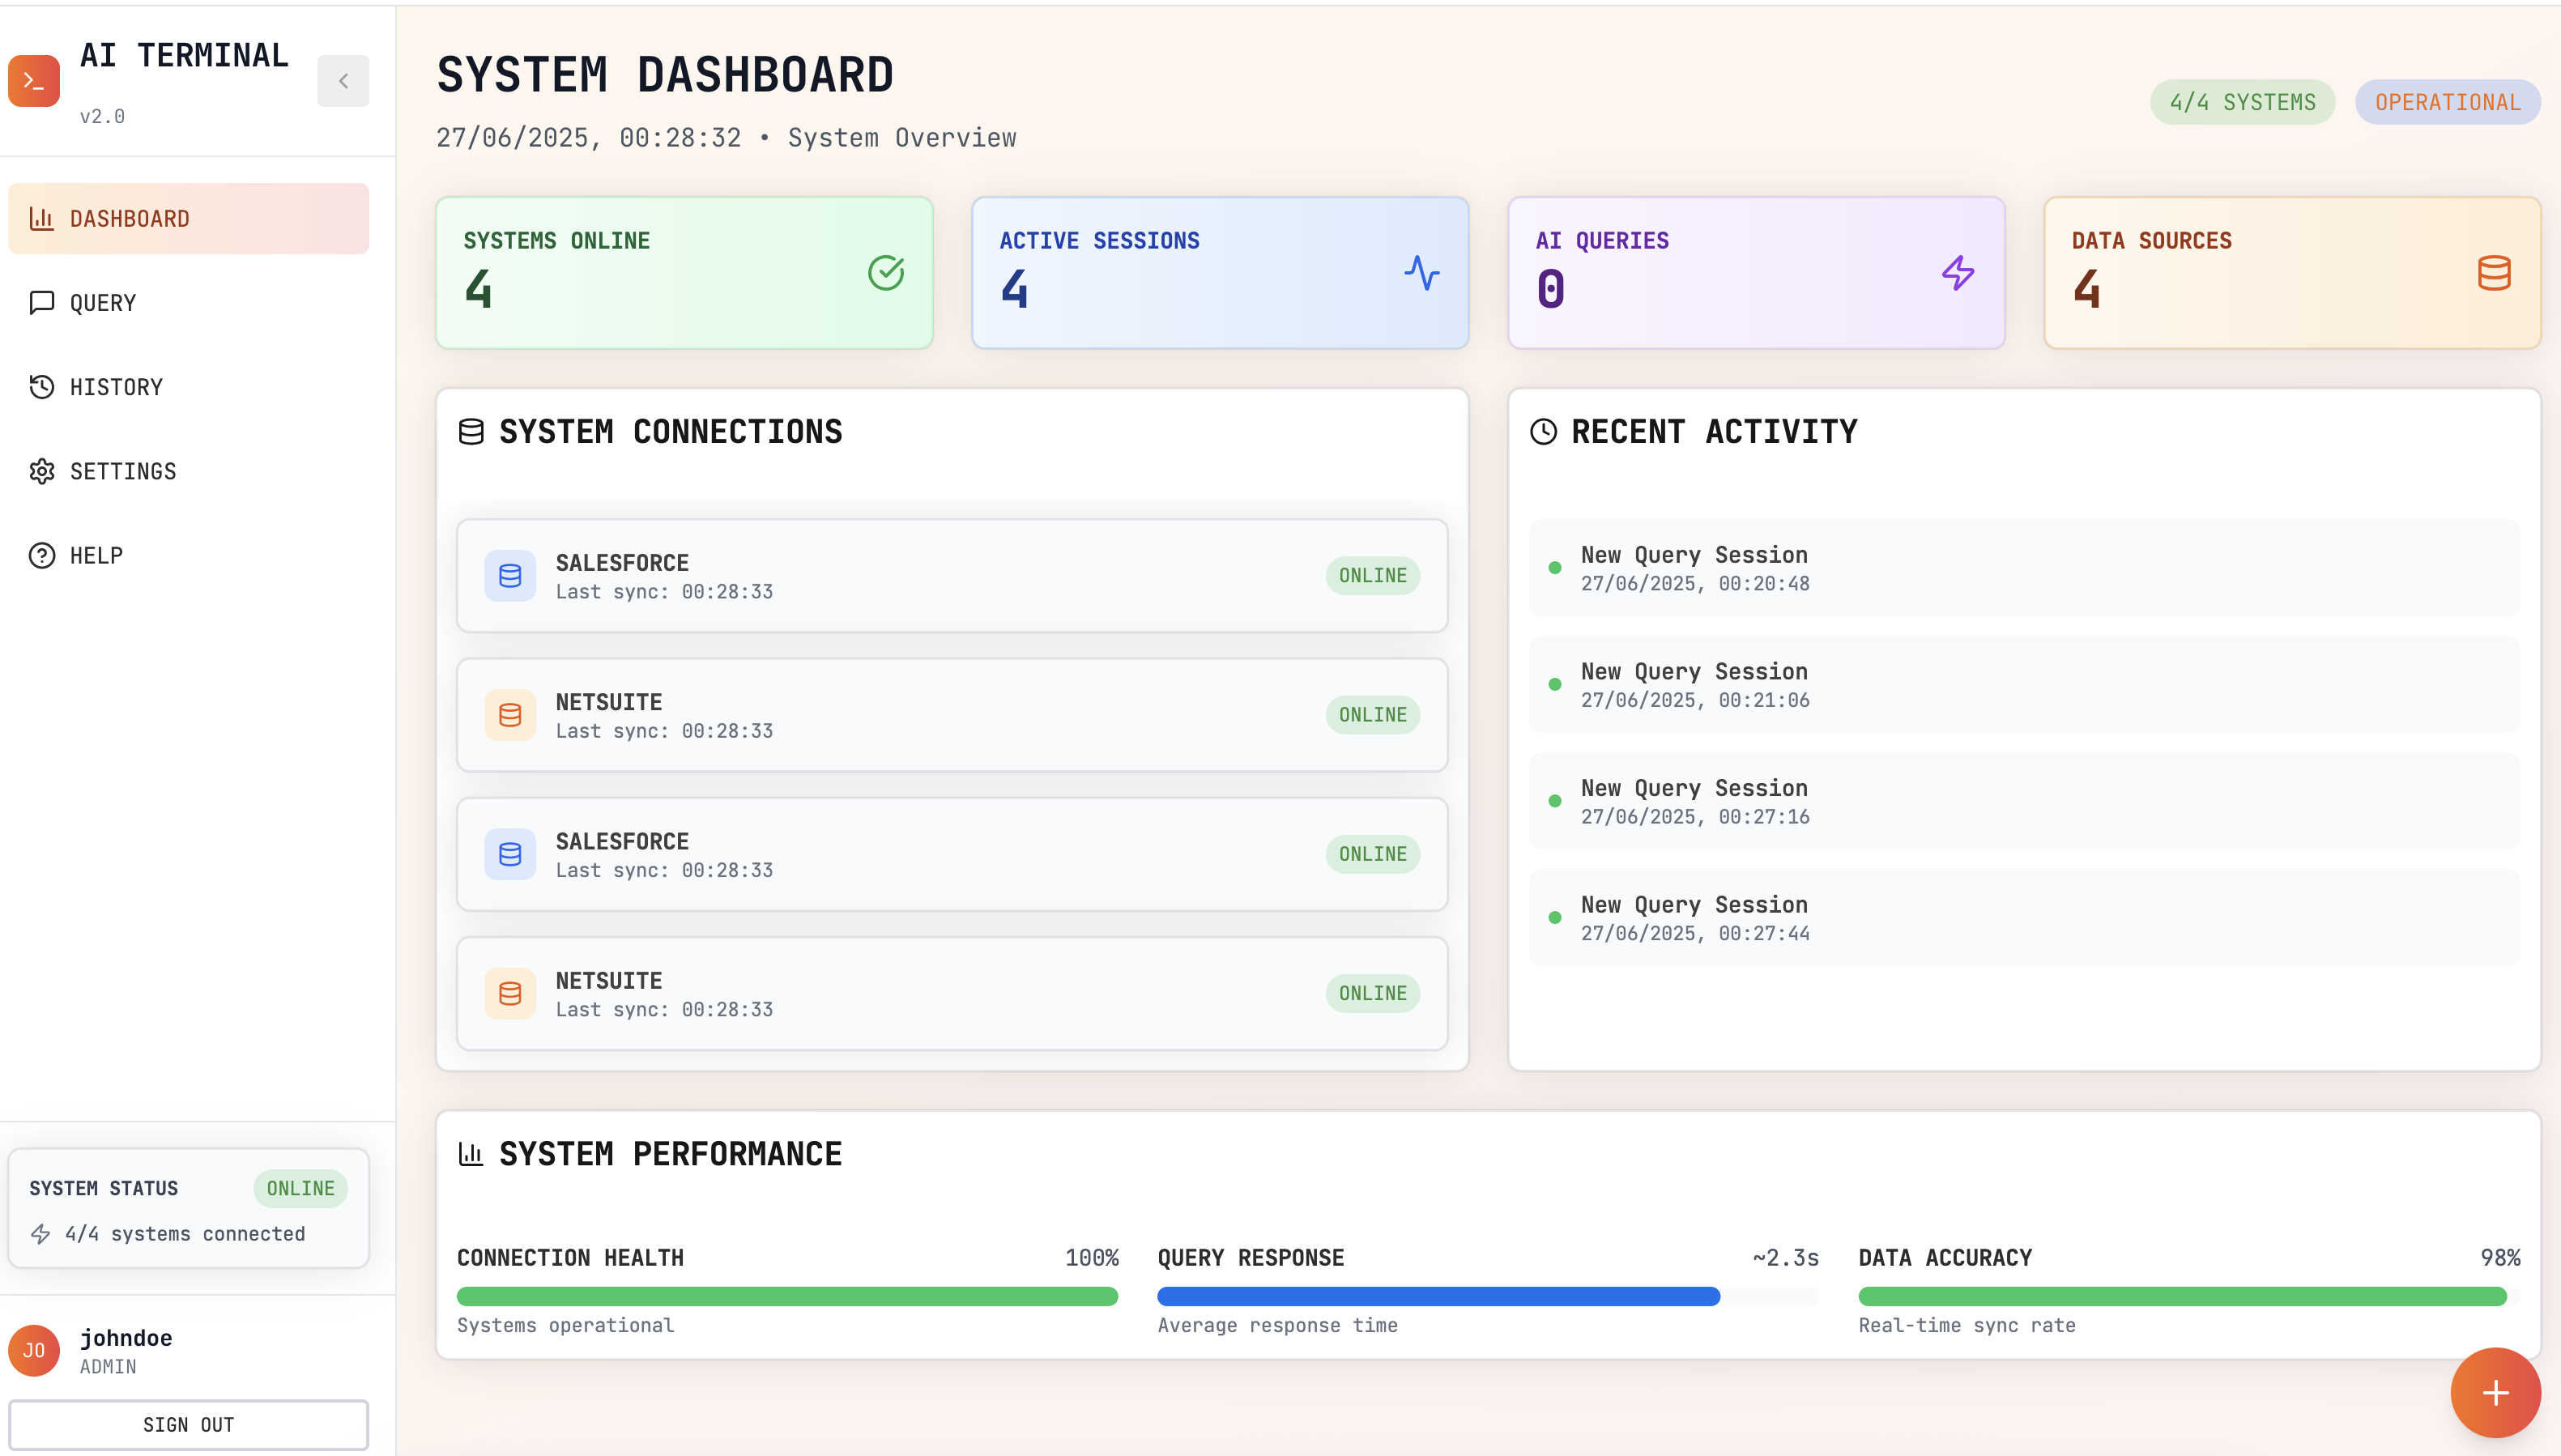 AI TERMINAL
v2.0
DASHBOARD
QUERY
HISTORY
SETTINGS
HELP
SYSTEM STATUS ONLINE
4/4 systems connected
JO
johndoe
ADMIN
SIGN OUT
SYSTEM DASHBOARD
27/06/2025, 00:28:32 • System Overview
4/4 SYSTEMS OPERATIONAL
SYSTEMS ONLINE
4
ACTIVE SESSIONS
4
AI QUERIES
0
DATA SOURCES
4
SYSTEM CONNECTIONS
SALESFORCE
Last sync: 00:28:33
ONLINE
NETSUITE
Last sync: 00:28:33
ONLINE
SALESFORCE
Last sync: 00:28:33
ONLINE
NETSUITE
Last sync: 00:28:33
ONLINE
RECENT ACTIVITY
New Query Session
27/06/2025, 00:20:48
New Query Session
27/06/2025, 00:21:06
New Query Session
27/06/2025, 00:27:16
New Query Session
27/06/2025, 00:27:44
SYSTEM PERFORMANCE
CONNECTION HEALTH 100%
Systems operational
QUERY RESPONSE ~2.3s
Average response time
DATA ACCURACY 98%
Real-time sync rate